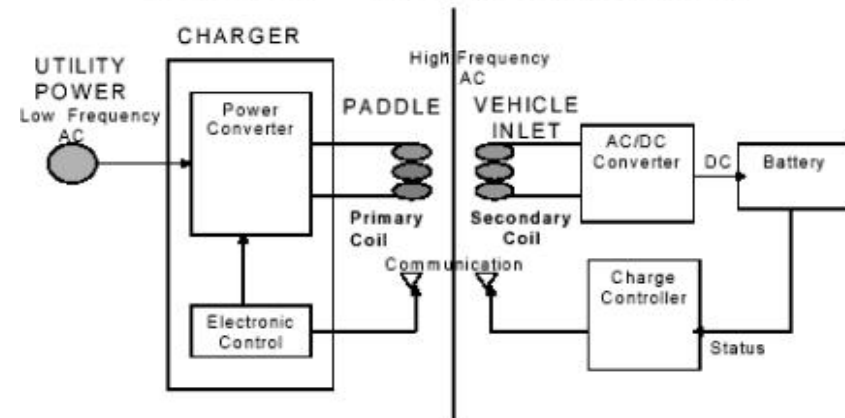 CHARGER
UTILITY
POWER
Low Frequency
AC
Power
Converter
PADDLE
High Frequency
AC
VEHICLE
INLET
AC/DC
Converter
DC
Battery
Primary
Coil
Secondary
Coil
Communication
Electronic
Control
Charge
Controller
Status